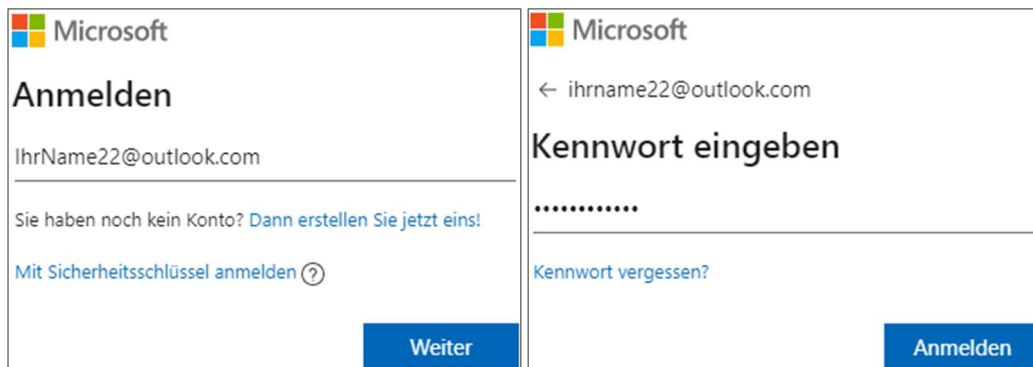 Microsoft
Anmelden
IhrName22@outlook.com
Sie haben noch kein Konto? Dann erstellen Sie jetzt eins!
Mit Sicherheitsschlüssel anmelden ?
Weiter
Microsoft
← ihrname22@outlook.com
Kennwort eingeben
••••••••••••
Kennwort vergessen?
Anmelden